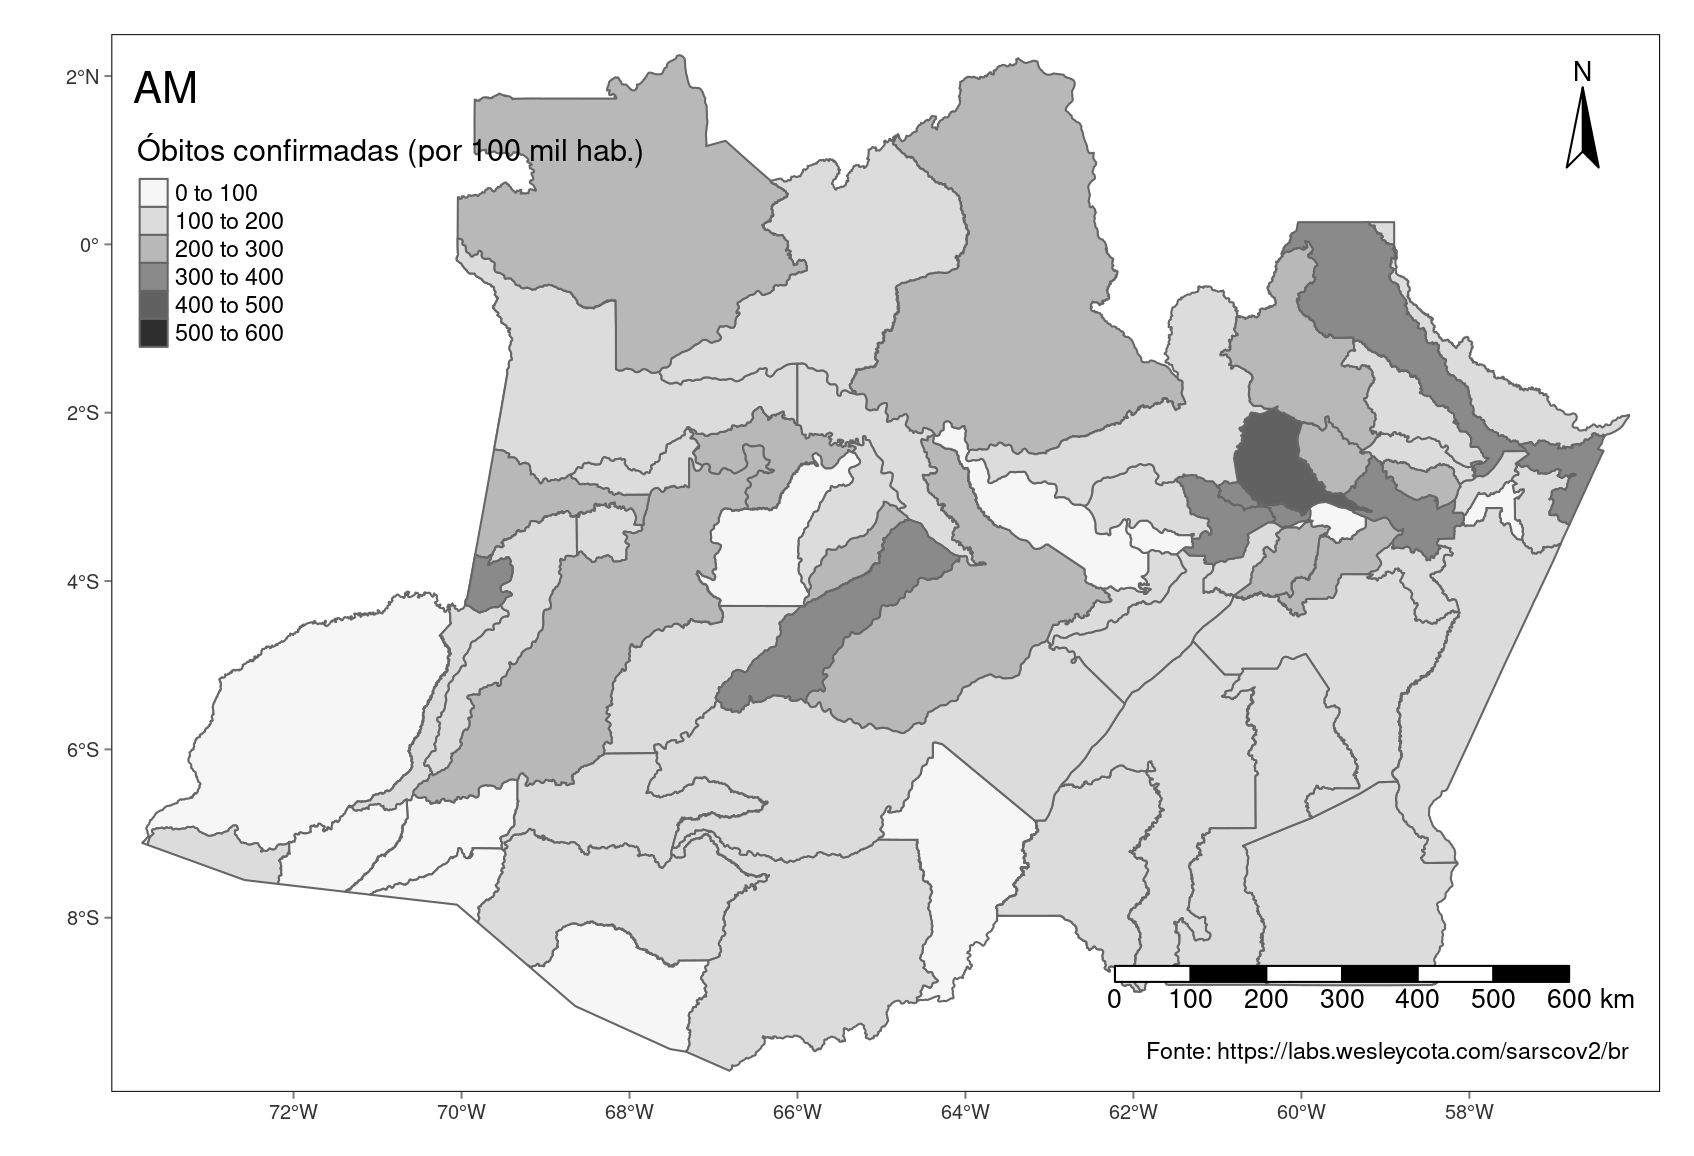 AM
N
Óbitos confirmadas (por 100 mil hab.)
0 to 100
100 to 200
200 to 300
300 to 400
400 to 500
500 to 600
2°N
0°
2°S
4°S
6°S
8°S
0 100 200 300 400 500 600 km
Fonte: https://labs.wesleycota.com/sarscov2/br
72°W 70°W 68°W 66°W 64°W 62°W 60°W 58°W